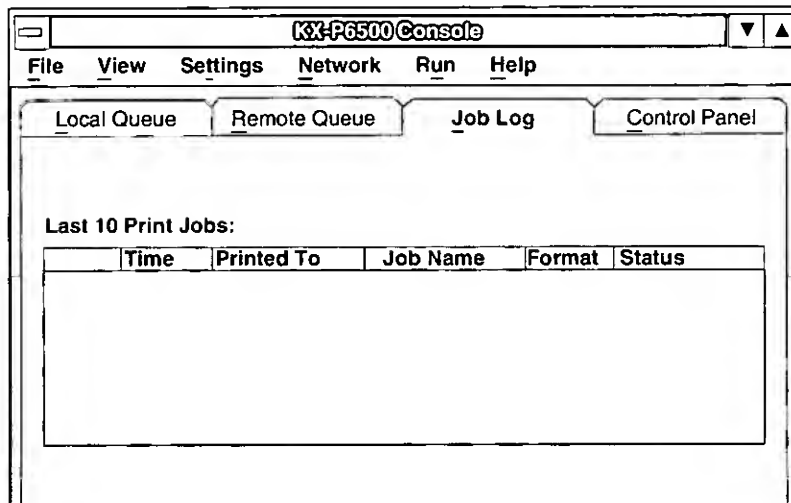 KX-P6500 Console
File View Settings Network Run Help
Local Queue Remote Queue Job Log Control Panel
Last 10 Print Jobs:
Time Printed To Job Name Format Status